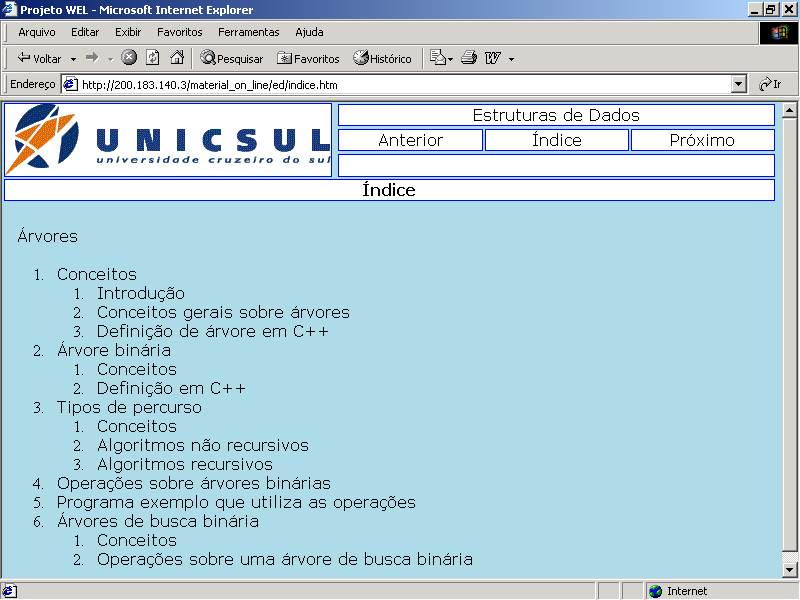 Projeto WEL - Microsoft Internet Explorer
Arquivo Editar Exibir Favoritos Ferramentas Ajuda
Voltar Pesquisar Favoritos Histórico
Endereço http://200.183.140.3/material_on_line/ed/indice.htm Ir
UNICSUL
universidade cruzeiro do sul
Estruturas de Dados
Anterior Índice Próximo
Índice
Árvores
1. Conceitos
1. Introdução
2. Conceitos gerais sobre árvores
3. Definição de árvore em C++
2. Árvore binária
1. Conceitos
2. Definição em C++
3. Tipos de percurso
1. Conceitos
2. Algoritmos não recursivos
3. Algoritmos recursivos
4. Operações sobre árvores binárias
5. Programa exemplo que utiliza as operações
6. Árvores de busca binária
1. Conceitos
2. Operações sobre uma árvore de busca binária
Internet